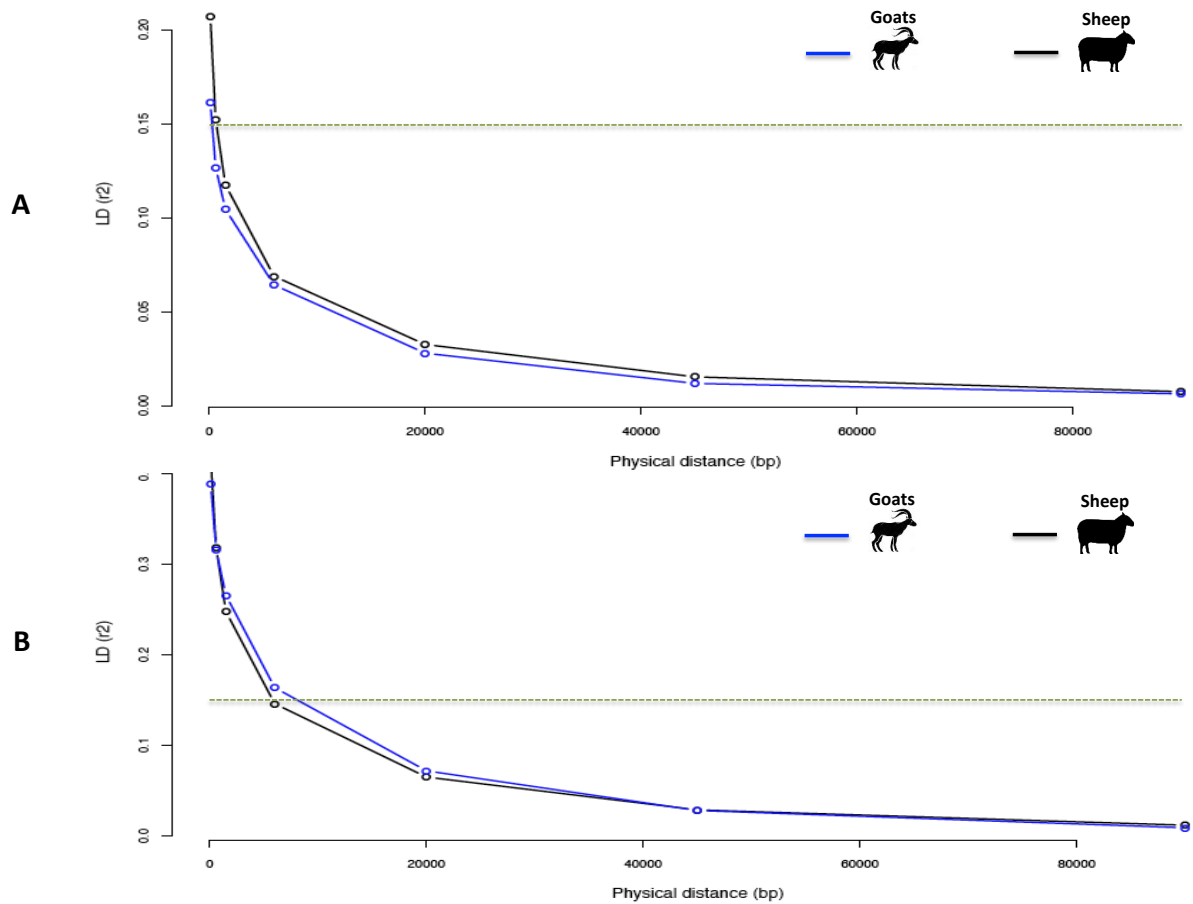 Goats Sheep
0.20
0.15
A
LD (r2)
0.10
0.05
0.00
0 20000 40000 60000 80000
Physical distance (bp)
0.
Goats Sheep
0.3
B
LD (r2)
0.2
0.1
0.0
0 20000 40000 60000 80000
Physical distance (bp)